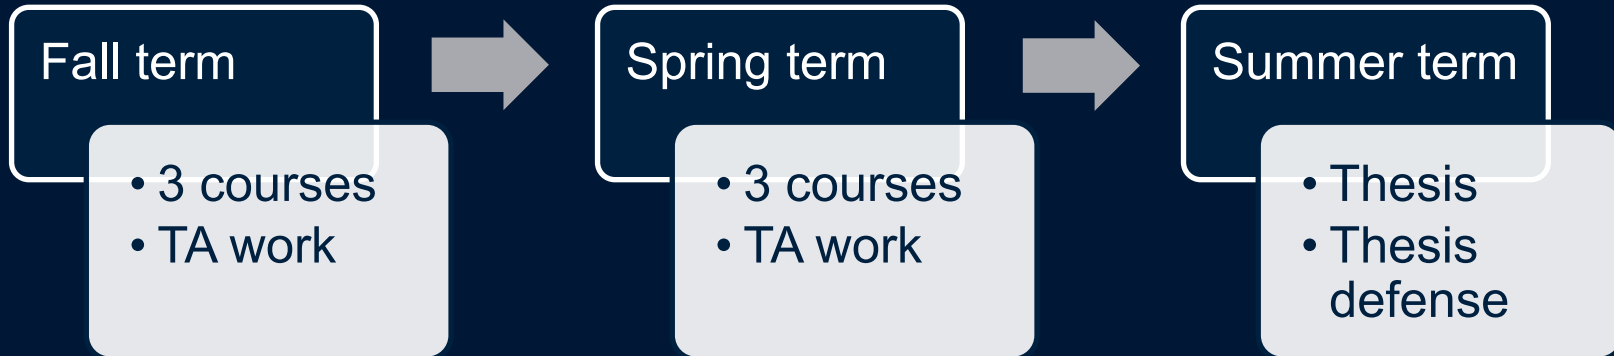 Fall term
• 3 courses
• TA work
Spring term
• 3 courses
• TA work
Summer term
• Thesis
• Thesis
defense